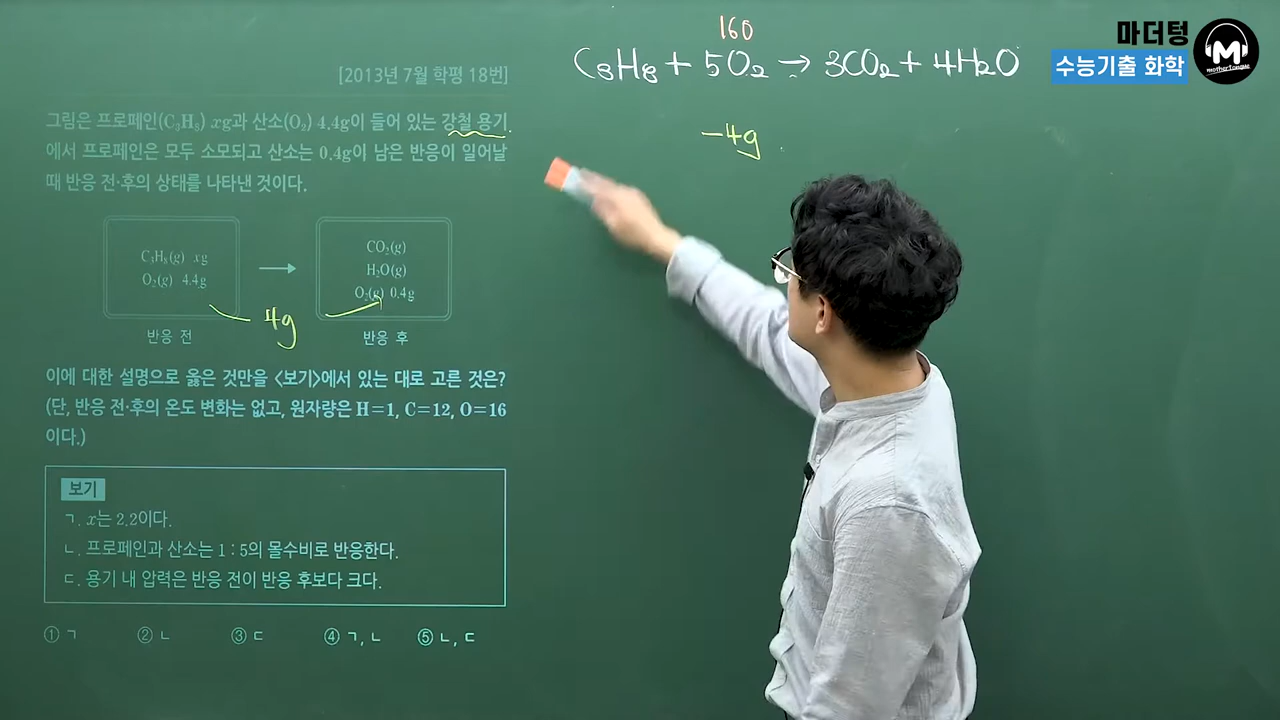 마더텅
수능기출 화학
mothertongue
160
C3H8 + 5O2 → 3CO2 + 4H2O
-4g
[2013년 7월 학평 18번]
그림은 프로페인(C₃H₈) xg과 산소(O₂) 4.4g이 들어 있는 강철 용기
에서 프로페인은 모두 소모되고 산소는 0.4g이 남은 반응이 일어날
때 반응 전·후의 상태를 나타낸 것이다.
C₃H₈(g) xg
O₂(g) 4.4g
CO₂(g)
H₂O(g)
O₂(g) 0.4g
4g
반응 전
반응 후
이에 대한 설명으로 옳은 것만을 <보기>에서 있는 대로 고른 것은?
(단, 반응 전·후의 온도 변화는 없고, 원자량은 H=1, C=12, O=16
이다.)
보기
ㄱ. x는 2.2이다.
ㄴ. 프로페인과 산소는 1 : 5의 몰수비로 반응한다.
ㄷ. 용기 내 압력은 반응 전이 반응 후보다 크다.
① ㄱ ② ㄴ ③ ㄷ ④ ㄱ, ㄴ ⑤ ㄴ, ㄷ